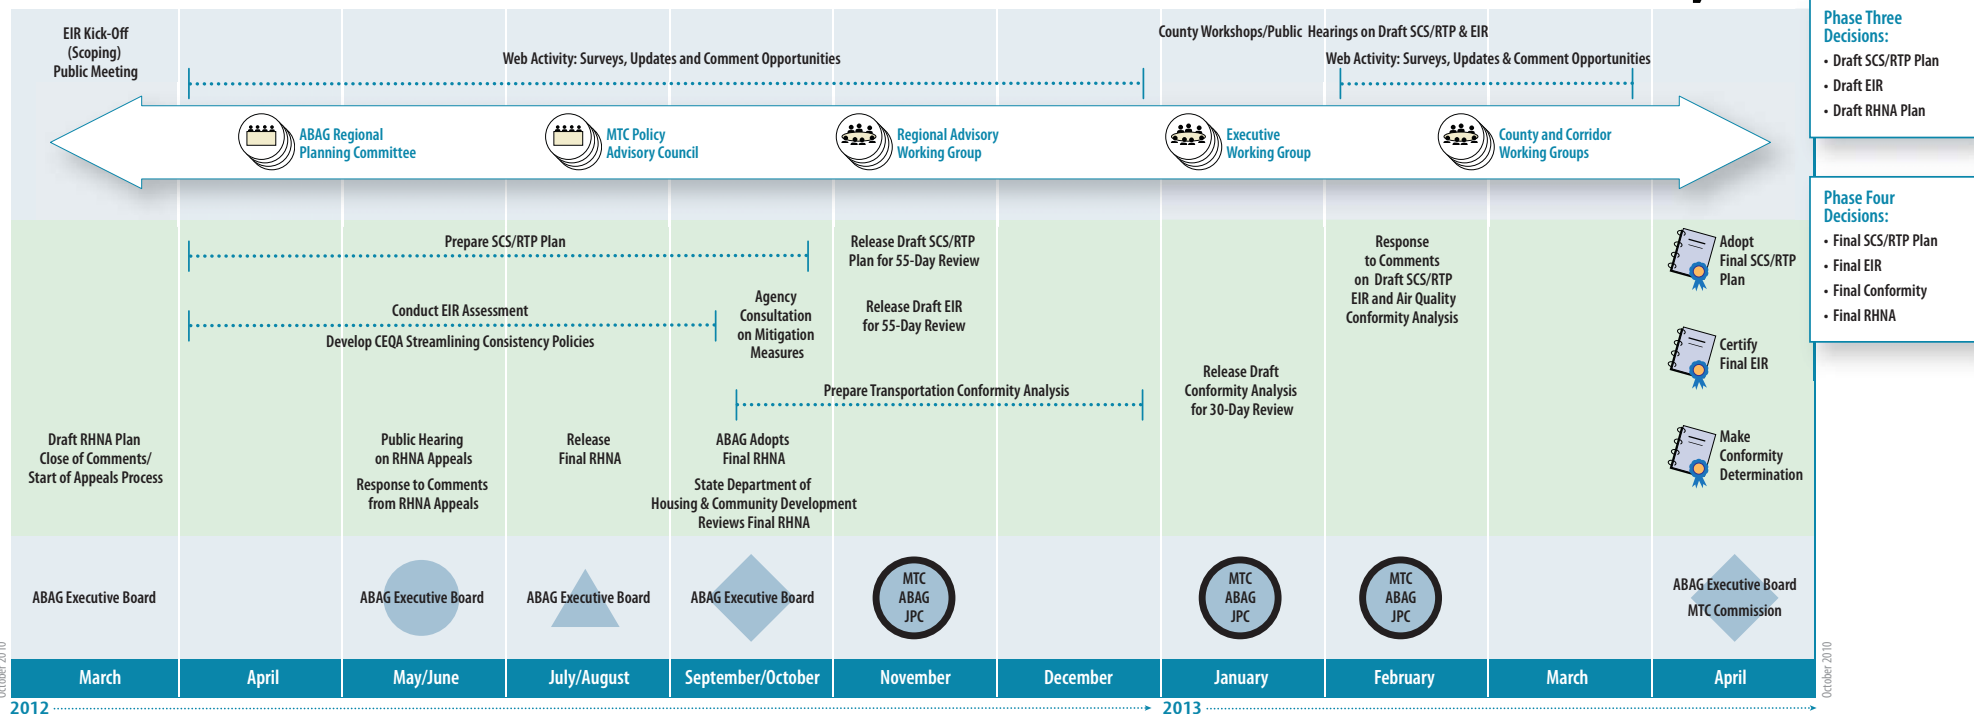 EIR Kick-Off
(Scoping)
Public Meeting
Web Activity: Surveys, Updates and Comment Opportunities
County Workshops/Public Hearings on Draft SCS/RTP & EIR
Web Activity: Surveys, Updates & Comment Opportunities
ABAG Regional
Planning Committee
MTC Policy
Advisory Council
Regional Advisory
Working Group
Executive
Working Group
County and Corridor
Working Groups
Phase Three
Decisions:
• Draft SCS/RTP Plan
• Draft EIR
• Draft RHNA Plan
Phase Four
Decisions:
• Final SCS/RTP Plan
• Final EIR
• Final Conformity
• Final RHNA
Prepare SCS/RTP Plan
Conduct EIR Assessment
Develop CEQA Streamlining Consistency Policies
Agency
Consultation
on Mitigation
Measures
Release Draft SCS/RTP
Plan for 55-Day Review
Release Draft EIR
for 55-Day Review
Prepare Transportation Conformity Analysis
Release Draft
Conformity Analysis
for 30-Day Review
Response
to Comments
on Draft SCS/RTP
EIR and Air Quality
Conformity Analysis
Adopt
Final SCS/RTP
Plan
Certify
Final EIR
Make
Conformity
Determination
Draft RHNA Plan
Close of Comments/
Start of Appeals Process
Public Hearing
on RHNA Appeals
Response to Comments
from RHNA Appeals
Release
Final RHNA
ABAG Adopts
Final RHNA
State Department of
Housing & Community Development
Reviews Final RHNA
ABAG Executive Board
ABAG Executive Board
ABAG Executive Board
ABAG Executive Board
MTC
ABAG
JPC
MTC
ABAG
JPC
MTC
ABAG
JPC
ABAG Executive Board
MTC Commission
October 2010
March
April
May/June
July/August
September/October
November
December
January
February
March
April
October 2010
2012
2013